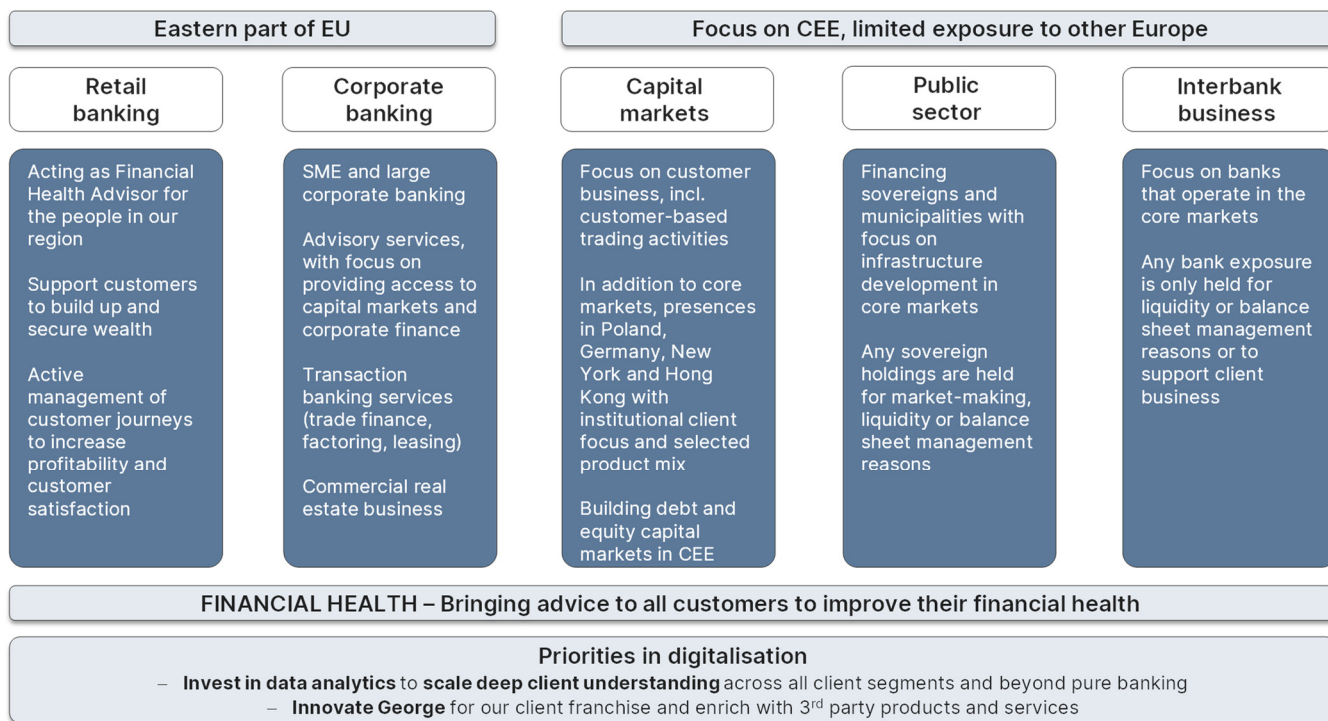 Eastern part of EU
Focus on CEE, limited exposure to other Europe
Retail
banking
Acting as Financial
Health Advisor for
the people in our
region
Support customers
to build up and
secure wealth
Active
management of
customer journeys
to increase
profitability and
customer
satisfaction
Corporate
banking
SME and large
corporate banking
Advisory services,
with focus on
providing access to
capital markets and
corporate finance
Transaction
banking services
(trade finance,
factoring, leasing)
Commercial real
estate business
Capital
markets
Focus on customer
business, incl.
customer-based
trading activities
In addition to core
markets, presences
in Poland,
Germany, New
York and Hong
Kong with
institutional client
focus and selected
product mix
Building debt and
equity capital
markets in CEE
Public
sector
Financing
sovereigns and
municipalities with
focus on
infrastructure
development in
core markets
Any sovereign
holdings are held
for market-making,
liquidity or balance
sheet management
reasons
Interbank
business
Focus on banks
that operate in the
core markets
Any bank exposure
is only held for
liquidity or balance
sheet management
reasons or to
support client
business
FINANCIAL HEALTH – Bringing advice to all customers to improve their financial health
Priorities in digitalisation
– Invest in data analytics to scale deep client understanding across all client segments and beyond pure banking
– Innovate George for our client franchise and enrich with 3rd party products and services